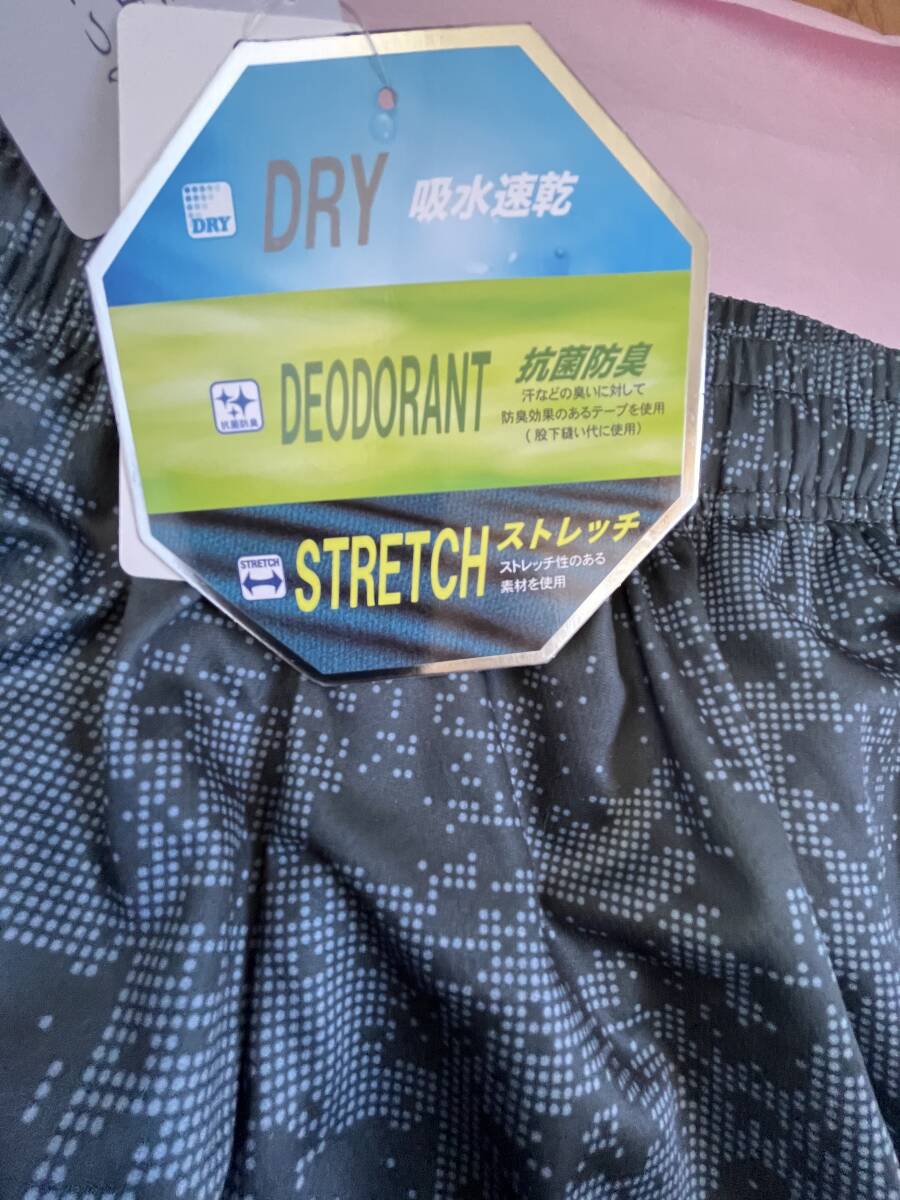 DRY
DRY 吸水速乾
抗菌防臭
DEODORANT 抗菌防臭
汗などの臭いに対して
防臭効果のあるテープを使用
(股下縫い代に使用)
STRETCH
STRETCH ストレッチ
ストレッチ性のある
素材を使用